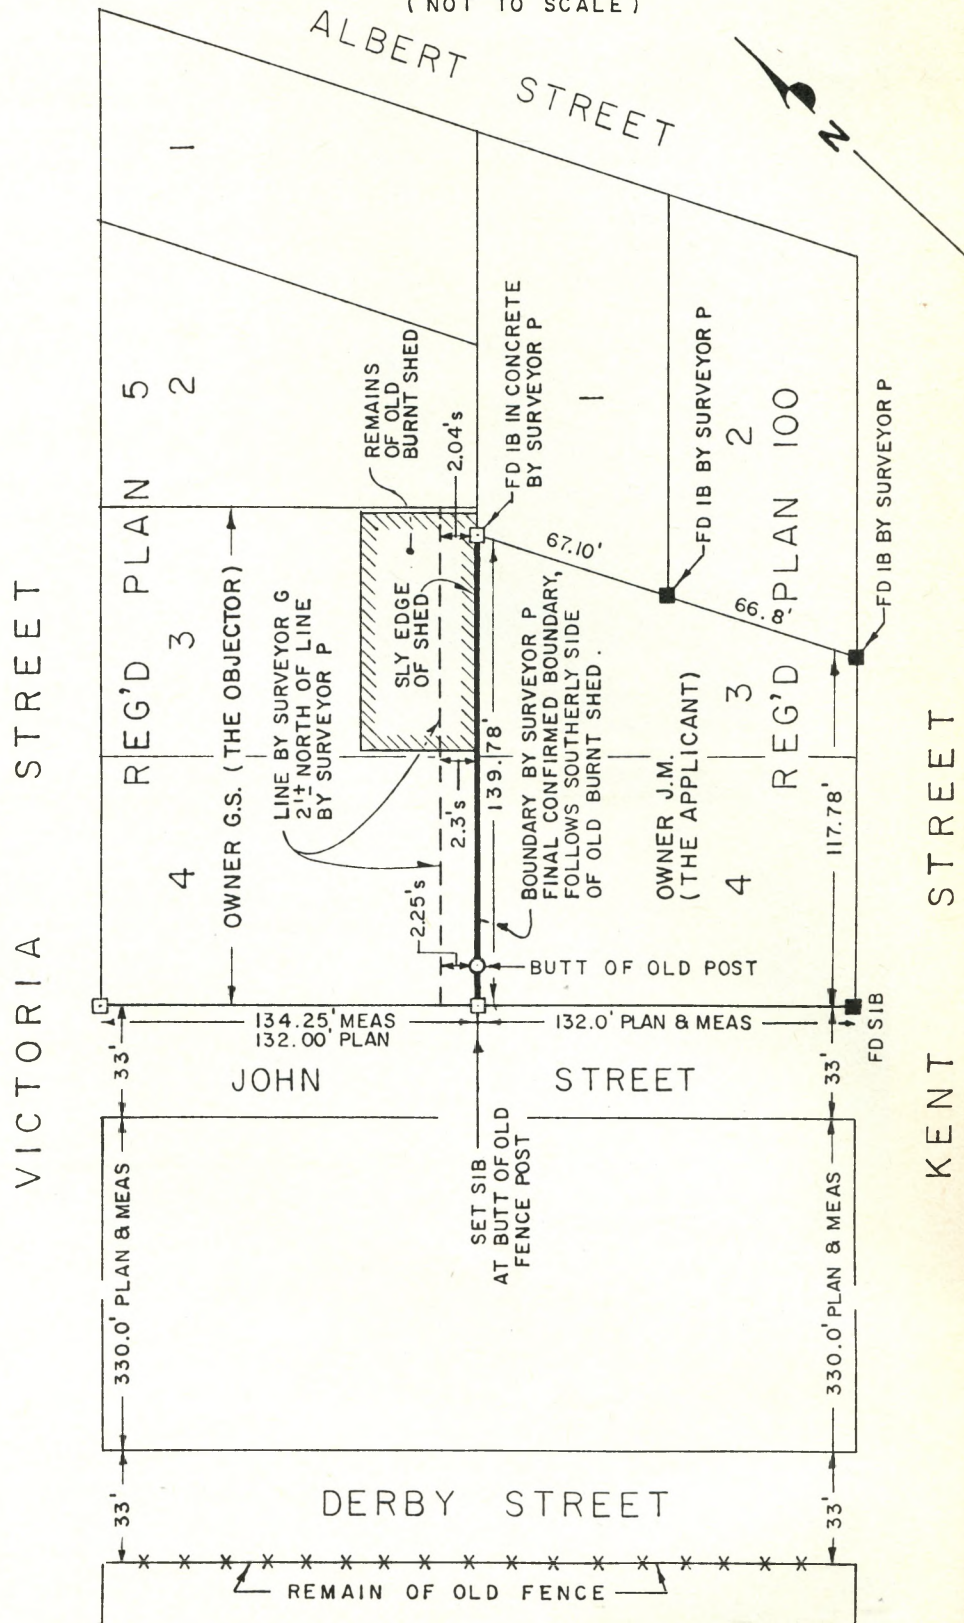 (NOT TO SCALE)
ALBERT STREET
N
VICTORIA STREET
KENT STREET
REG'D PLAN 5
1
2
3
4
OWNER G.S. (THE OBJECTOR)
LINE BY SURVEYOR G
2'± NORTH OF LINE
BY SURVEYOR P
REMAINS
OF OLD
BURNT SHED
2.04's
SLY EDGE
OF SHED
2.3's
2.25's
FD IB IN CONCRETE
BY SURVEYOR P
67.10'
66.8'
139.78'
BOUNDARY BY SURVEYOR P
FINAL CONFIRMED BOUNDARY,
FOLLOWS SOUTHERLY SIDE
OF OLD BURNT SHED.
1
2
3
4
REG'D PLAN 100
FD IB BY SURVEYOR P
FD IB BY SURVEYOR P
OWNER J.M.
(THE APPLICANT)
117.78'
BUTT OF OLD POST
134.25' MEAS
132.00' PLAN
132.0' PLAN & MEAS
FD SIB
33'
33'
JOHN STREET
SET SIB
AT BUTT OF OLD
FENCE POST
330.0' PLAN & MEAS
330.0' PLAN & MEAS
33'
33'
DERBY STREET
REMAIN OF OLD FENCE